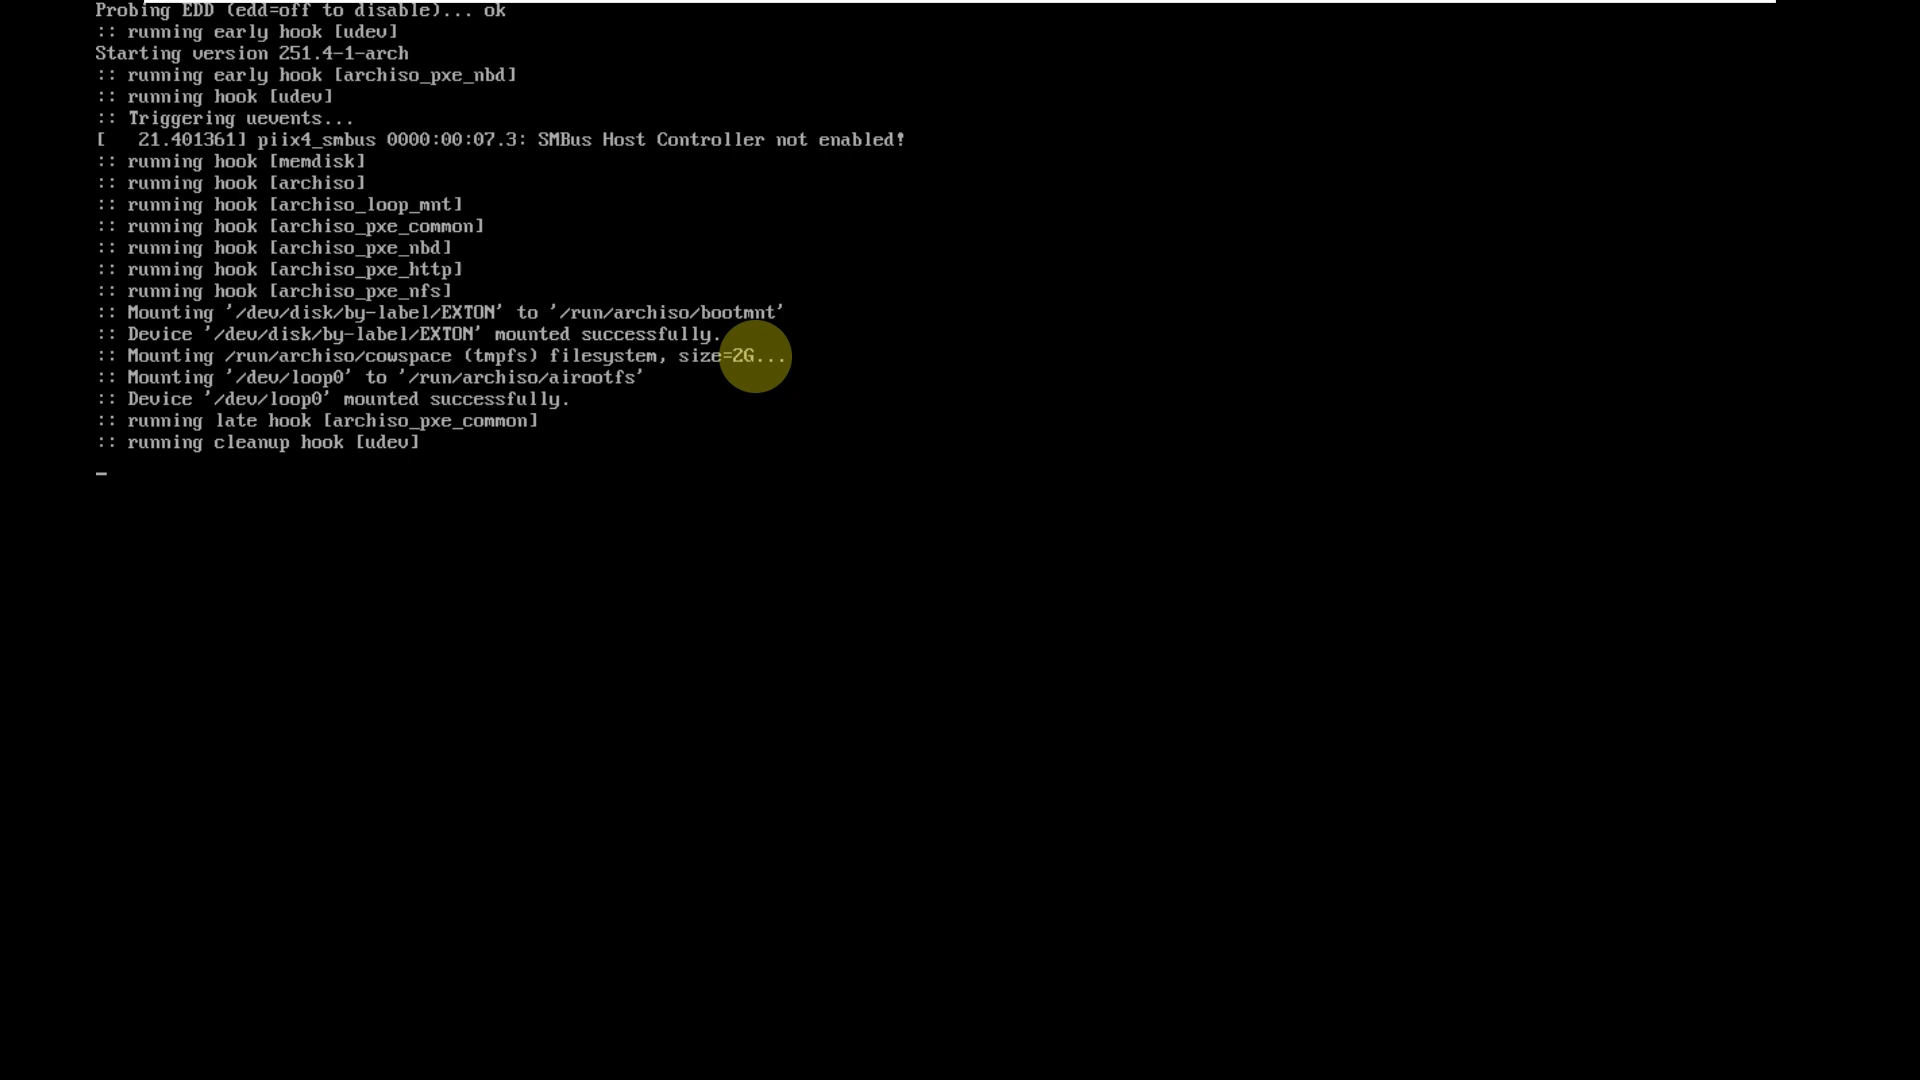 Probing EDD (edd=off to disable)... ok
:: running early hook [udev]
Starting version 251.4-1-arch
:: running early hook [archiso_pxe_nbd]
:: running hook [udev]
:: Triggering uevents...
[   21.401361] piix4_smbus 0000:00:07.3: SMBus Host Controller not enabled!
:: running hook [memdisk]
:: running hook [archiso]
:: running hook [archiso_loop_mnt]
:: running hook [archiso_pxe_common]
:: running hook [archiso_pxe_nbd]
:: running hook [archiso_pxe_http]
:: running hook [archiso_pxe_nfs]
:: Mounting '/dev/disk/by-label/EXTON' to '/run/archiso/bootmnt'
:: Device '/dev/disk/by-label/EXTON' mounted successfully.
:: Mounting /run/archiso/cowspace (tmpfs) filesystem, size=2G...
:: Mounting '/dev/loop0' to '/run/archiso/airootfs'
:: Device '/dev/loop0' mounted successfully.
:: running late hook [archiso_pxe_common]
:: running cleanup hook [udev]